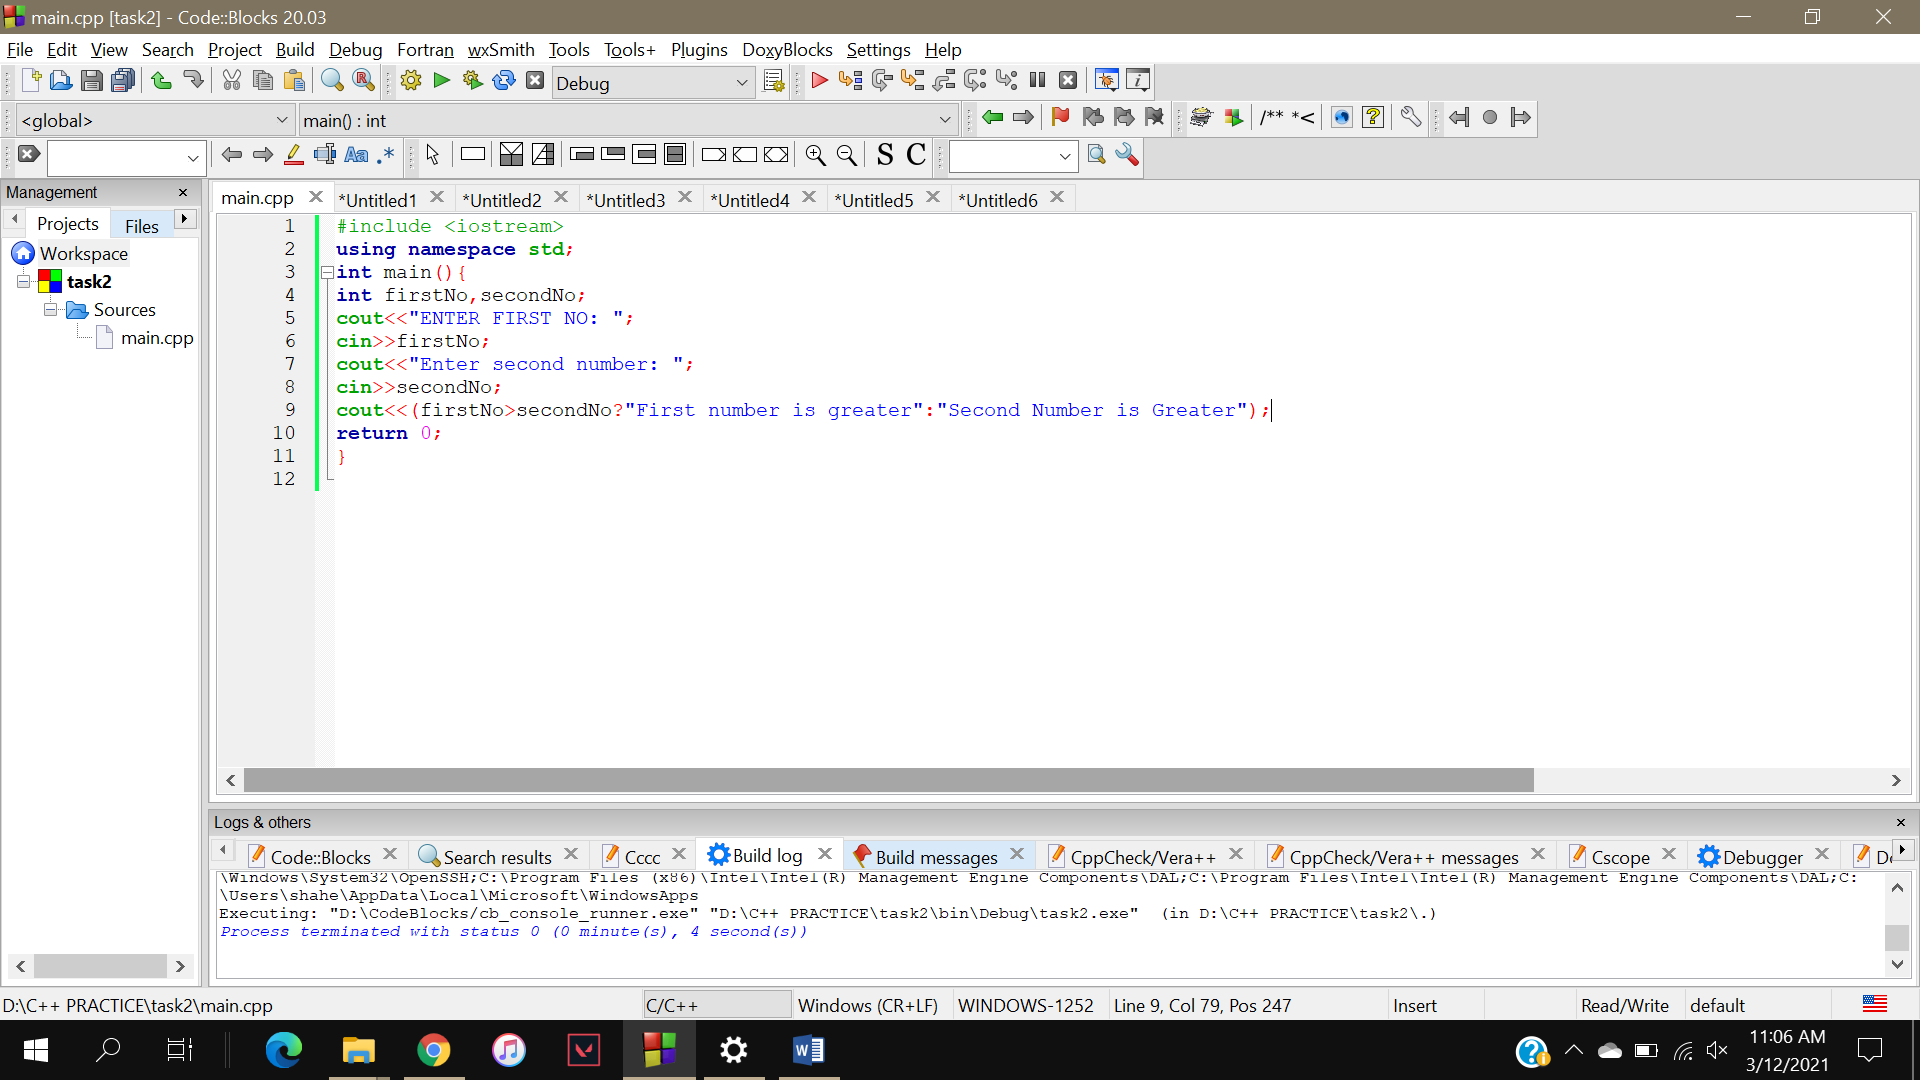 main.cpp [task2] - Code::Blocks 20.03
File Edit View Search Project Build Debug Fortran wxSmith Tools Tools+ Plugins DoxyBlocks Settings Help
Debug
<global> main() : int /** *<
Aa .* S C
Management
Projects Files
Workspace
task2
Sources
main.cpp
main.cpp *Untitled1 *Untitled2 *Untitled3 *Untitled4 *Untitled5 *Untitled6
1 #include <iostream>
2 using namespace std;
3 int main(){
4 int firstNo,secondNo;
5 cout<<"ENTER FIRST NO: ";
6 cin>>firstNo;
7 cout<<"Enter second number: ";
8 cin>>secondNo;
9 cout<<(firstNo>secondNo?"First number is greater":"Second Number is Greater");
10 return 0;
11 }
12
Logs & others
Code::Blocks Search results Cccc Build log Build messages CppCheck/Vera++ CppCheck/Vera++ messages Cscope Debugger
\Windows\System32\OpenSSH;C:\Program Files (x86)\Intel\Intel(R) Management Engine Components\DAL;C:\Program Files\Intel\Intel(R) Management Engine Components\DAL;C:
\Users\shahe\AppData\Local\Microsoft\WindowsApps
Executing: "D:\CodeBlocks/cb_console_runner.exe" "D:\C++ PRACTICE\task2\bin\Debug\task2.exe" (in D:\C++ PRACTICE\task2\.)
Process terminated with status 0 (0 minute(s), 4 second(s))
D:\C++ PRACTICE\task2\main.cpp C/C++ Windows (CR+LF) WINDOWS-1252 Line 9, Col 79, Pos 247 Insert Read/Write default
11:06 AM
3/12/2021